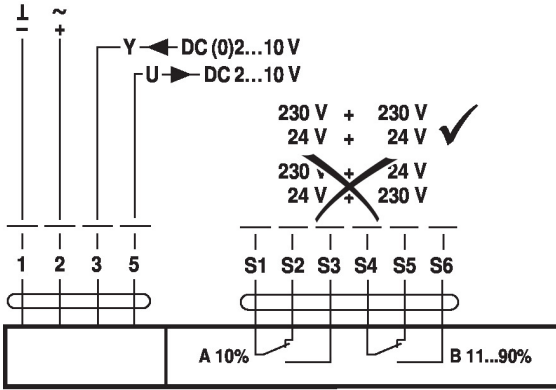 ⊥ ~
− +
Y DC (0)2...10 V
U DC 2...10 V
230 V + 230 V
24 V + 24 V
230 V + 24 V
24 V + 230 V
1 2 3 5 S1 S2 S3 S4 S5 S6
A 10% B 11...90%